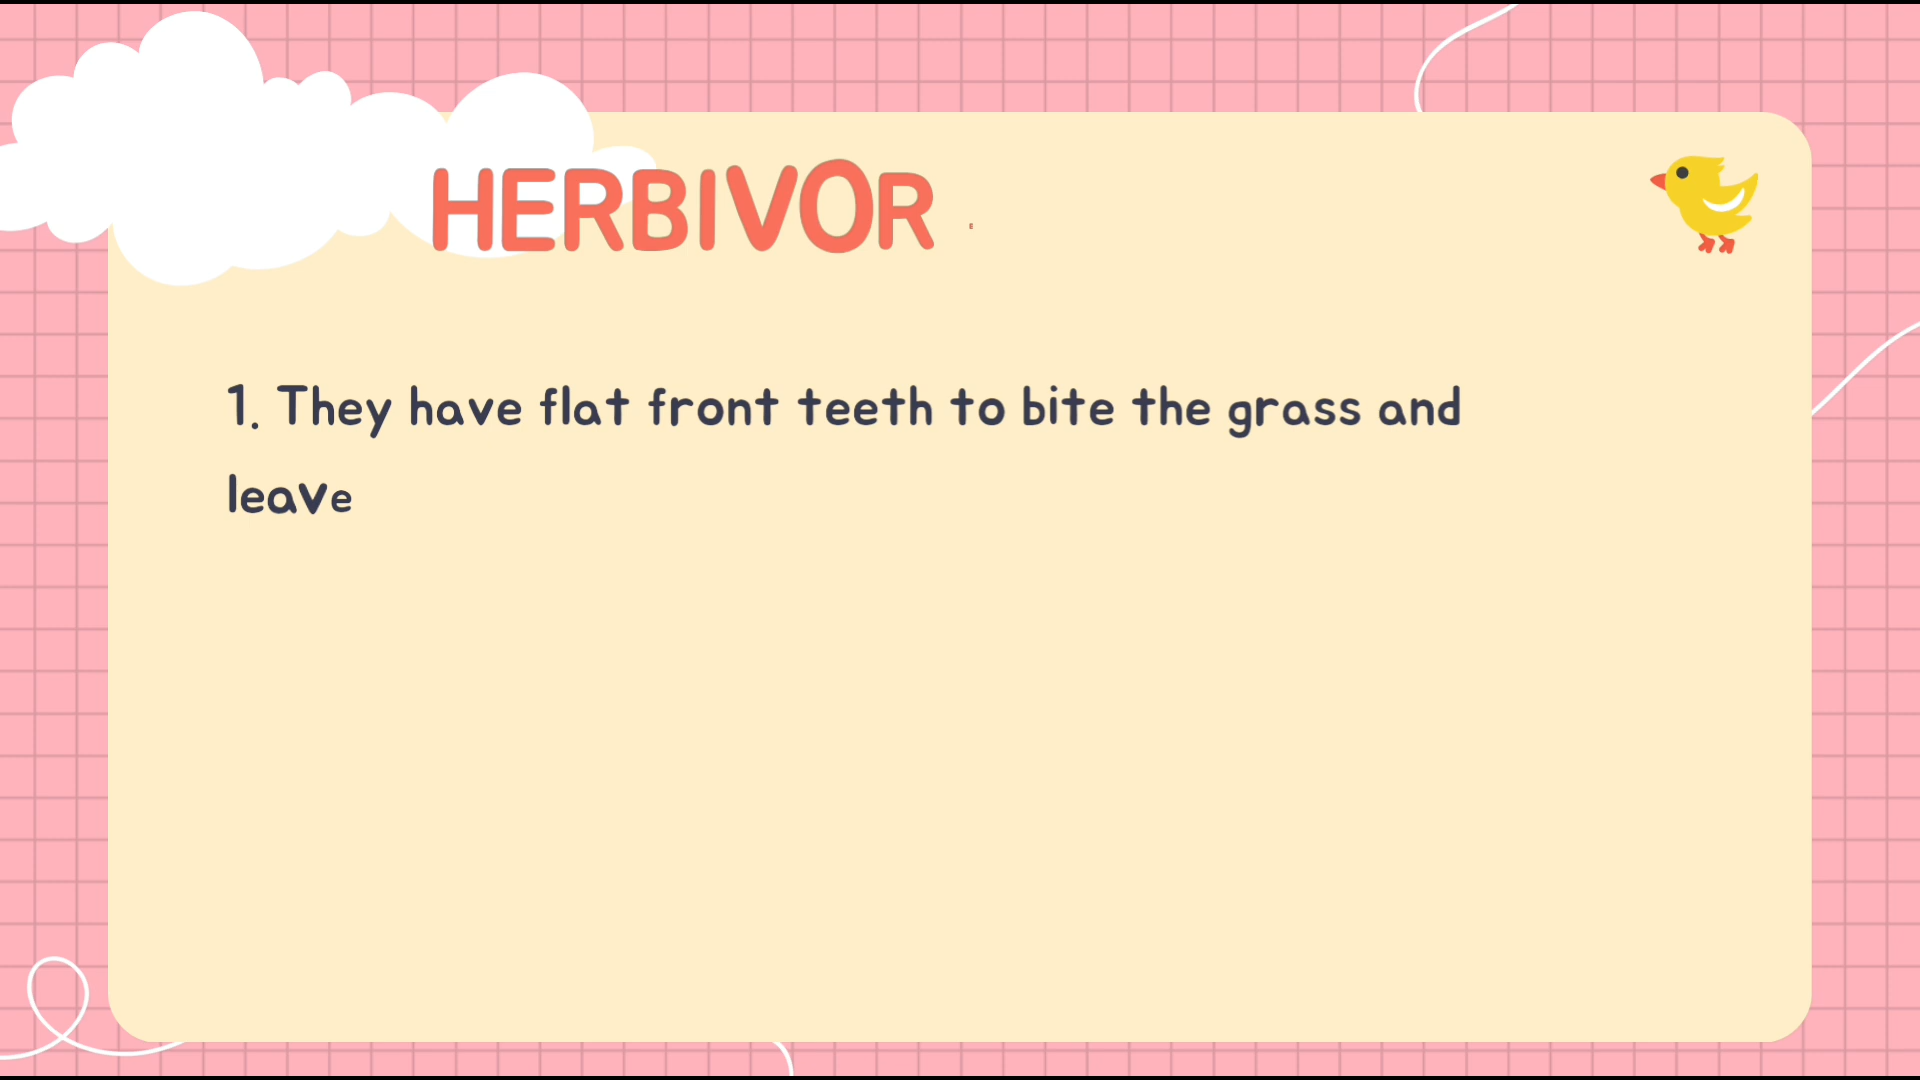 HERBIVOR
1. They have flat front teeth to bite the grass and
leave